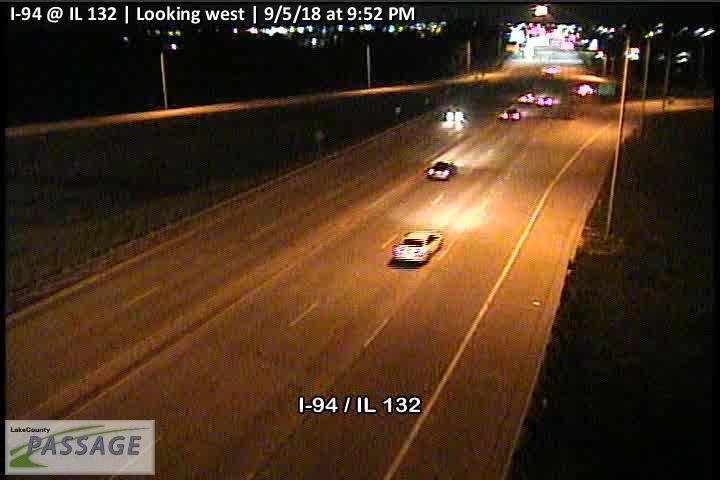 I-94 @ IL 132 | Looking west | 9/5/18 at 9:52 PM
I-94 / IL 132
LakeCounty
PASSAGE